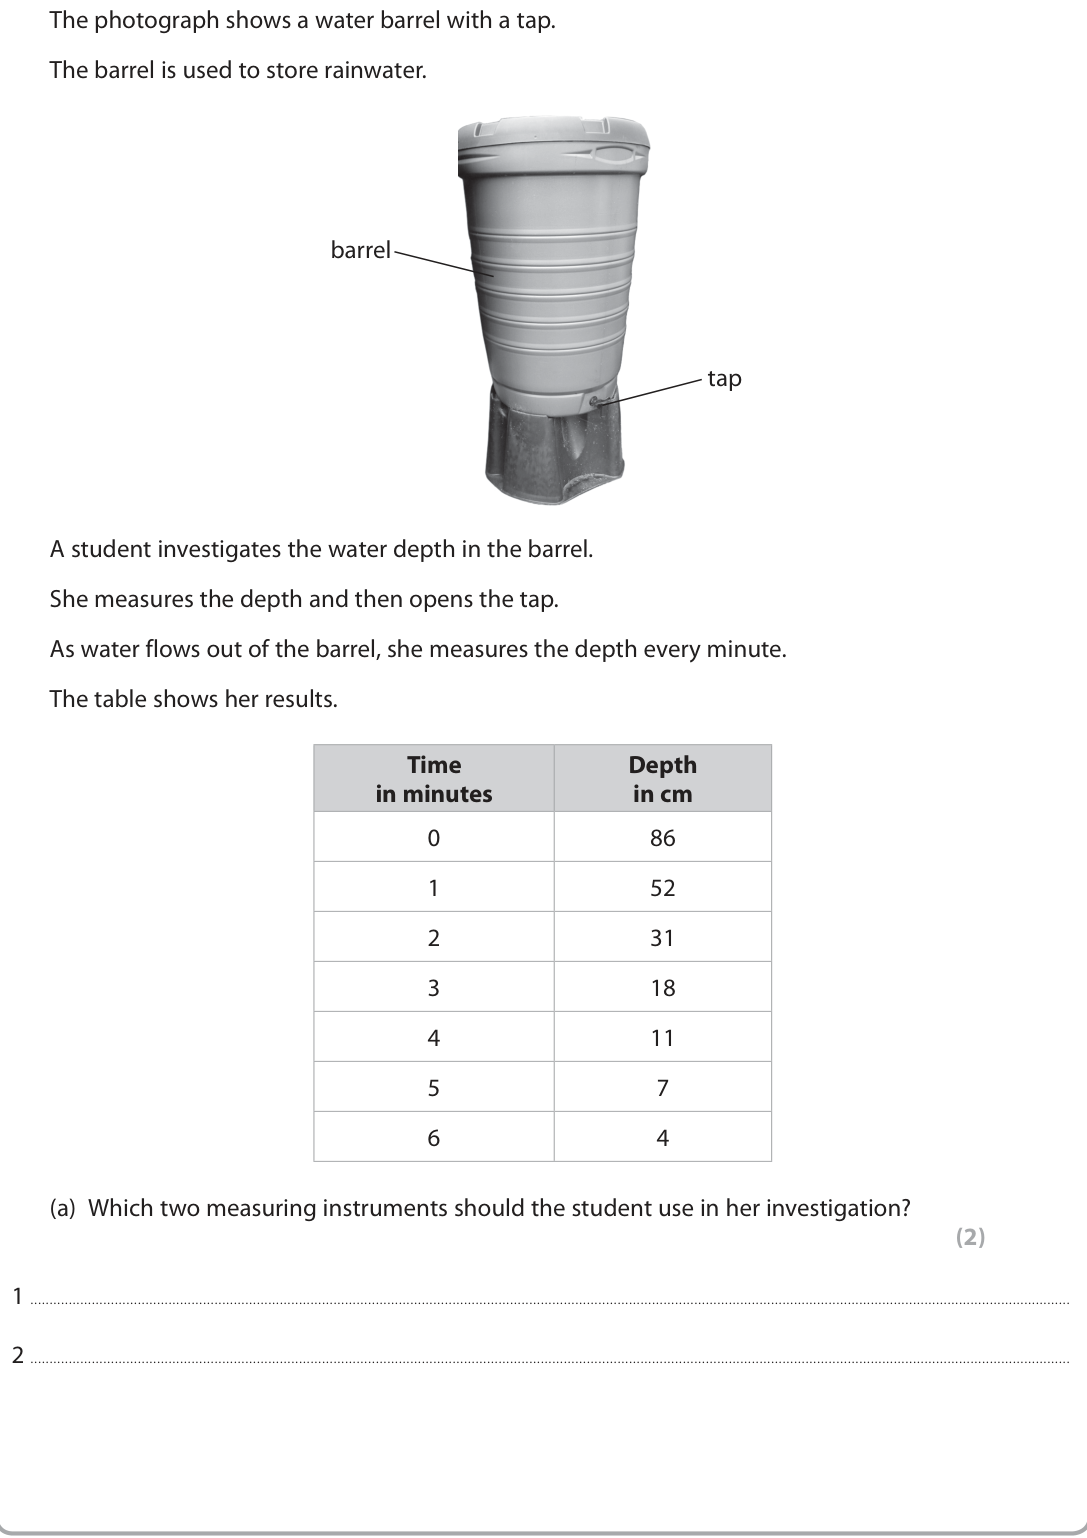 The photograph shows a water barrel with a tap.
The barrel is used to store rainwater.
barrel
tap
A student investigates the water depth in the barrel.
She measures the depth and then opens the tap.
As water flows out of the barrel, she measures the depth every minute.
The table shows her results.
Time Depth
in minutes in cm
0 86
1 52
2 31
3 18
4 11
5 7
6 4
(a) Which two measuring instruments should the student use in her investigation?
(2)
1
2